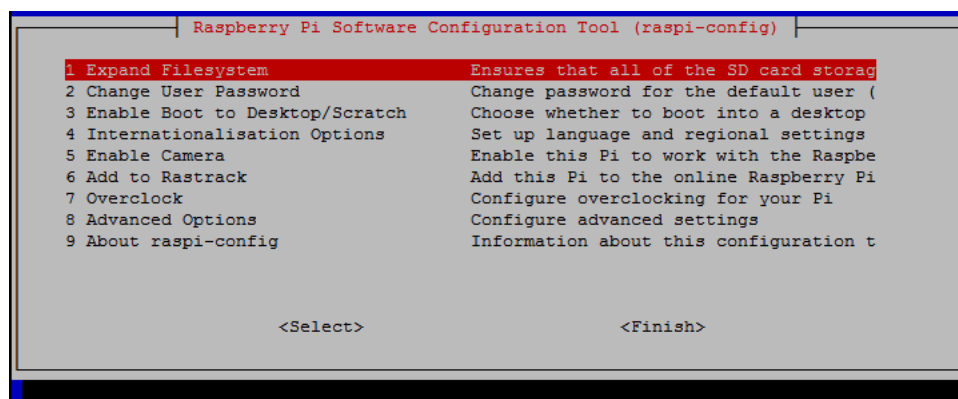 Raspberry Pi Software Configuration Tool (raspi-config)
1 Expand Filesystem Ensures that all of the SD card storag
2 Change User Password Change password for the default user (
3 Enable Boot to Desktop/Scratch Choose whether to boot into a desktop
4 Internationalisation Options Set up language and regional settings
5 Enable Camera Enable this Pi to work with the Raspbe
6 Add to Rastrack Add this Pi to the online Raspberry Pi
7 Overclock Configure overclocking for your Pi
8 Advanced Options Configure advanced settings
9 About raspi-config Information about this configuration t
<Select> <Finish>